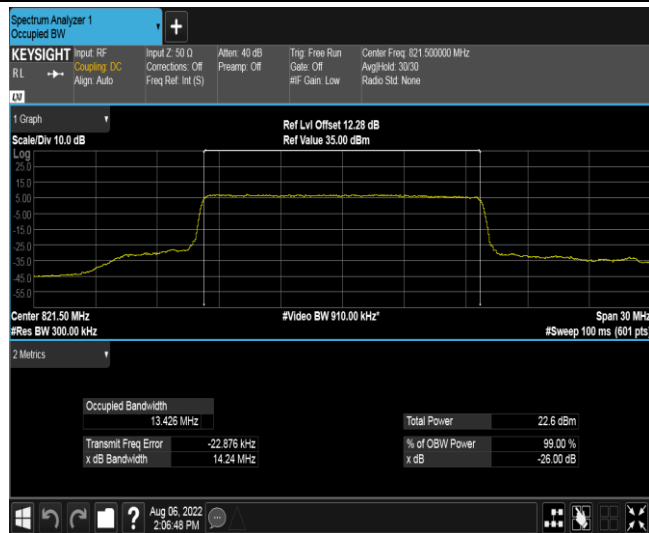 Spectrum Analyzer 1
Occupied BW
+
KEYSIGHT
RL
Input: RF
Coupling: DC
Align: Auto
Input Z: 50 Ω
Corrections: Off
Freq Ref: Int (S)
Atten: 40 dB
Preamp: Off
Trig: Free Run
Gate: Off
#IF Gain: Low
Center Freq: 821.500000 MHz
Avg|Hold: 30/30
Radio Std: None
1 Graph
Scale/Div 10.0 dB
Ref Lvl Offset 12.28 dB
Ref Value 35.00 dBm
Log
25.0
15.0
5.00
-5.00
-15.0
-25.0
-35.0
-45.0
-55.0
Center 821.50 MHz
#Video BW 910.00 kHz*
Span 30 MHz
#Res BW 300.00 kHz
#Sweep 100 ms (601 pts)
2 Metrics
Occupied Bandwidth
13.426 MHz
Total Power 22.6 dBm
Transmit Freq Error -22.876 kHz
% of OBW Power 99.00 %
x dB Bandwidth 14.24 MHz
x dB -26.00 dB
?
Aug 06, 2022
2:06:48 PM